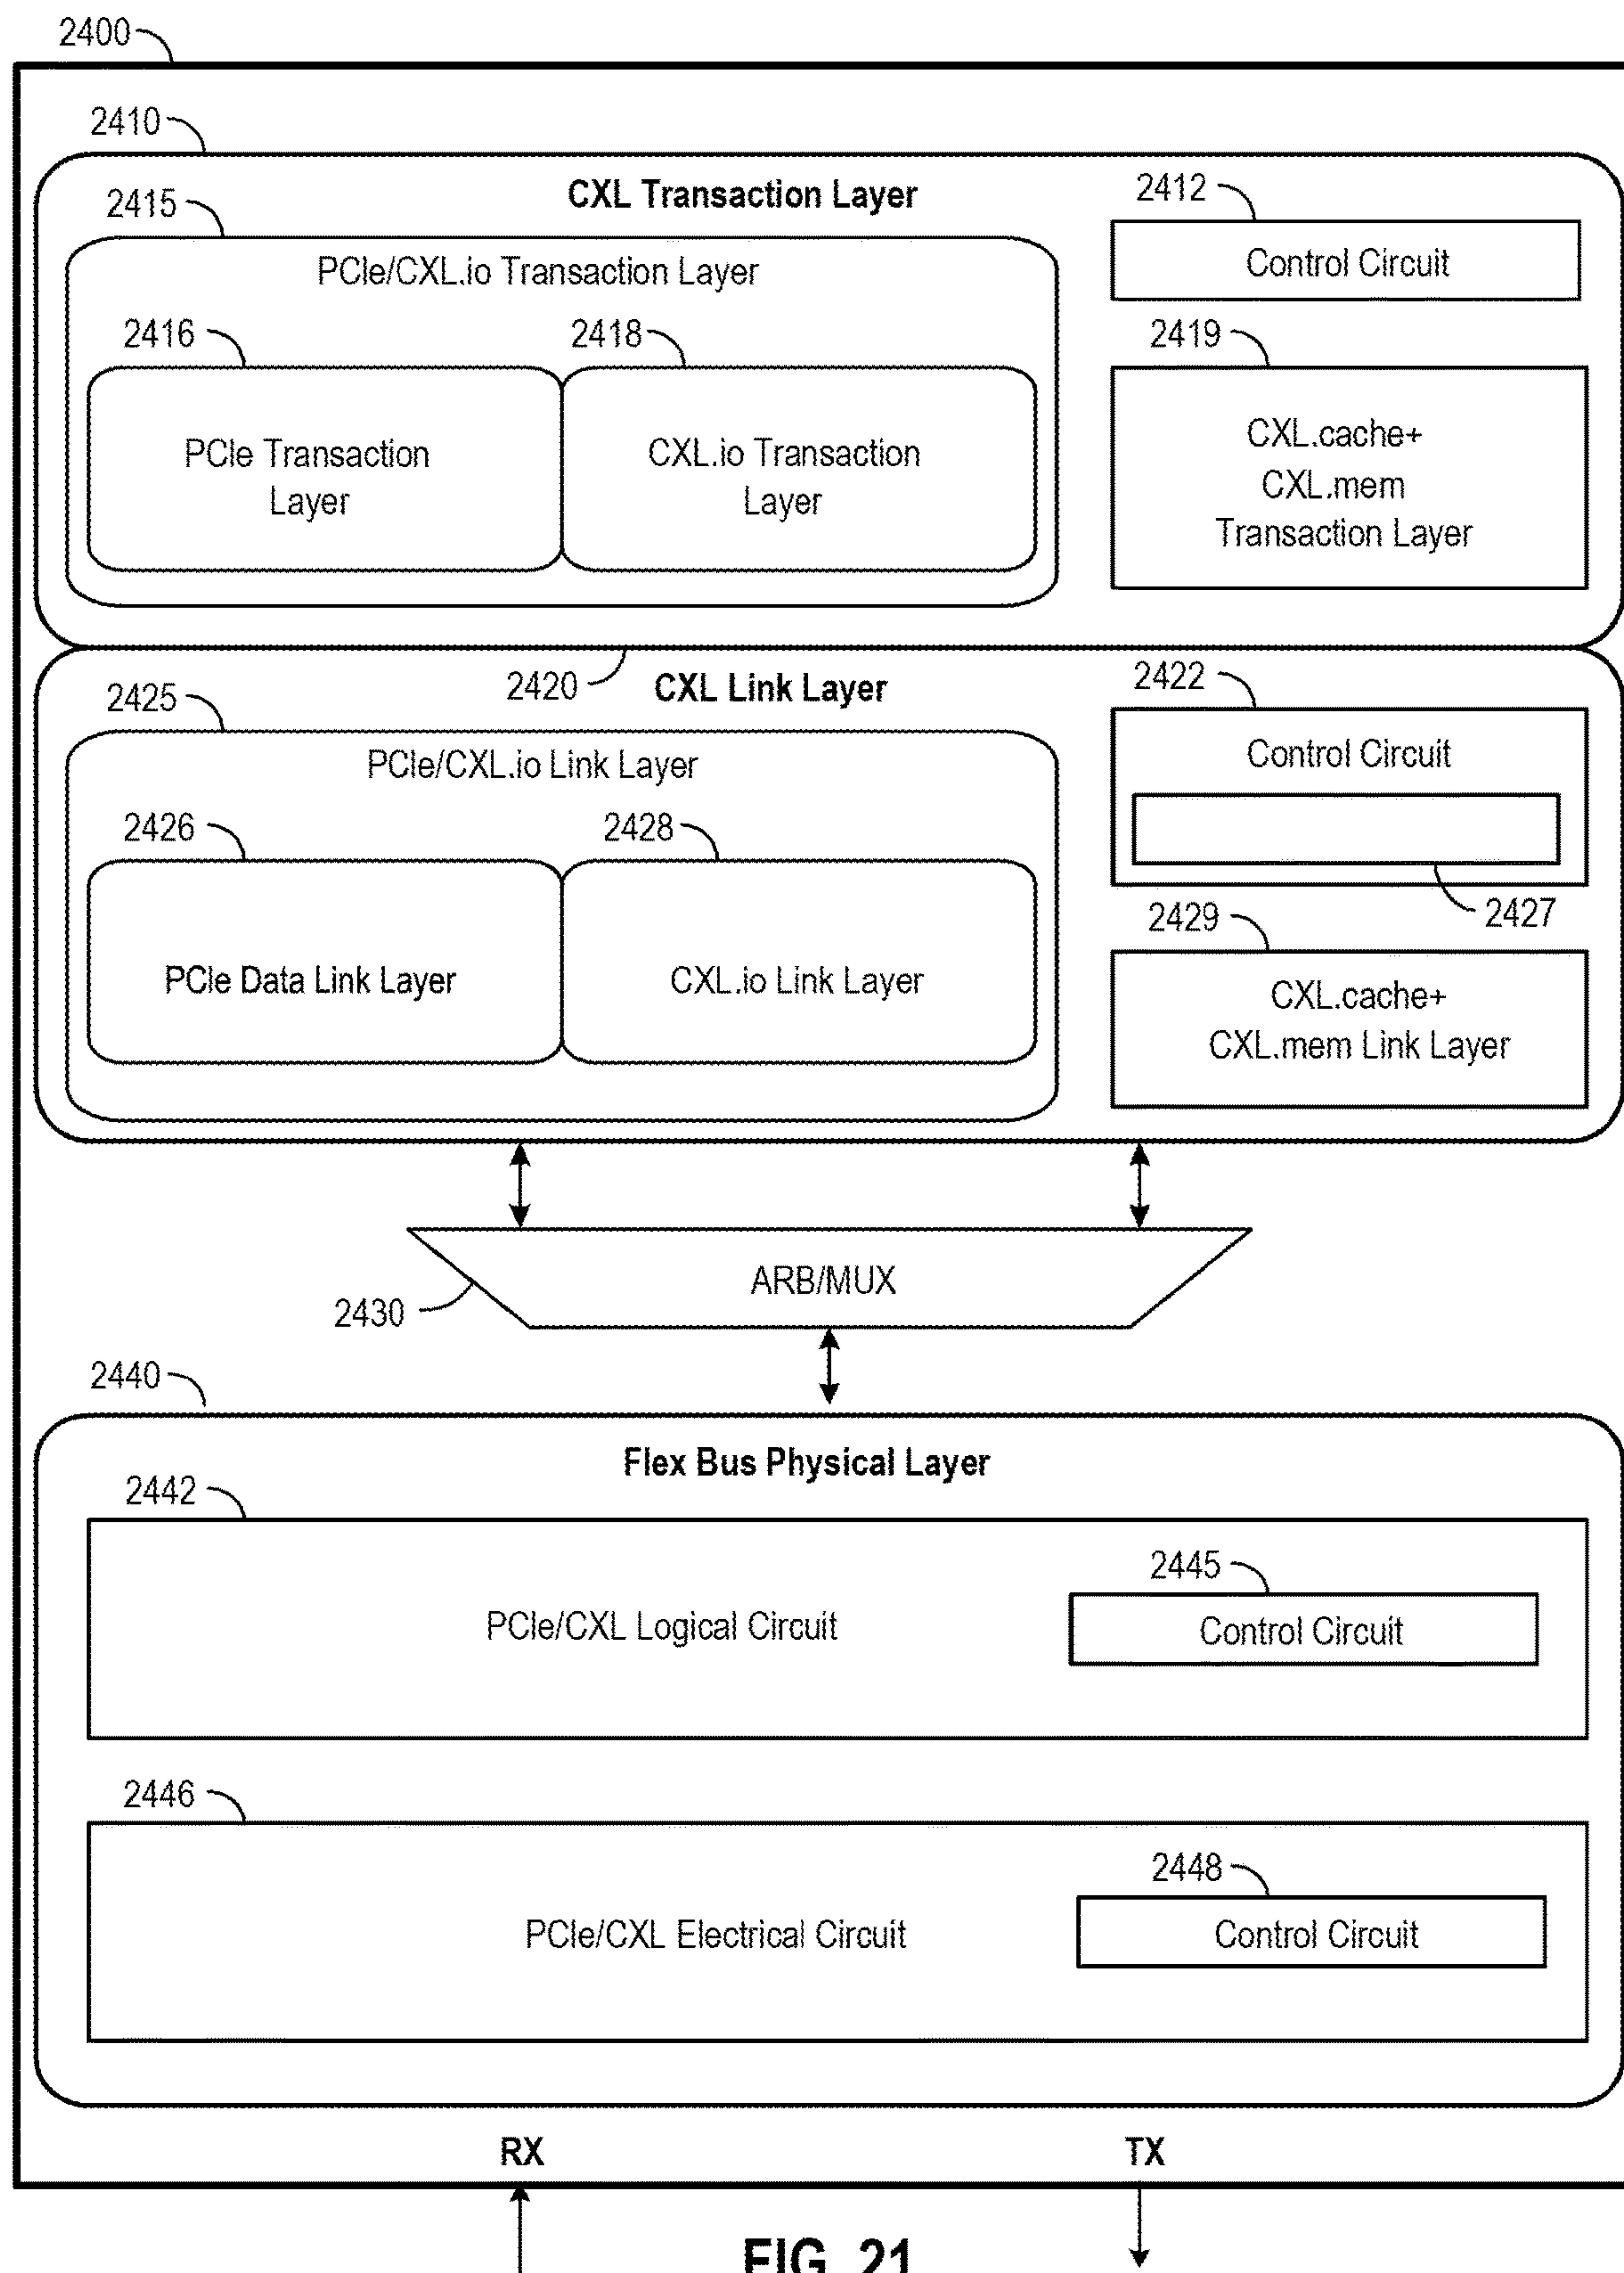 2400
2410
CXL Transaction Layer
2412
2415
Control Circuit
PCIe/CXL.io Transaction Layer
2416
2418
2419
PCIe Transaction
Layer
CXL.io Transaction
Layer
CXL.cache+
CXL.mem
Transaction Layer
2420
CXL Link Layer
2422
2425
Control Circuit
PCIe/CXL.io Link Layer
2426
2428
2427
2429
PCIe Data Link Layer
CXL.io Link Layer
CXL.cache+
CXL.mem Link Layer
ARB/MUX
2430
2440
Flex Bus Physical Layer
2442
2445
PCIe/CXL Logical Circuit
Control Circuit
2446
2448
PCIe/CXL Electrical Circuit
Control Circuit
RX
TX
FIG. 21